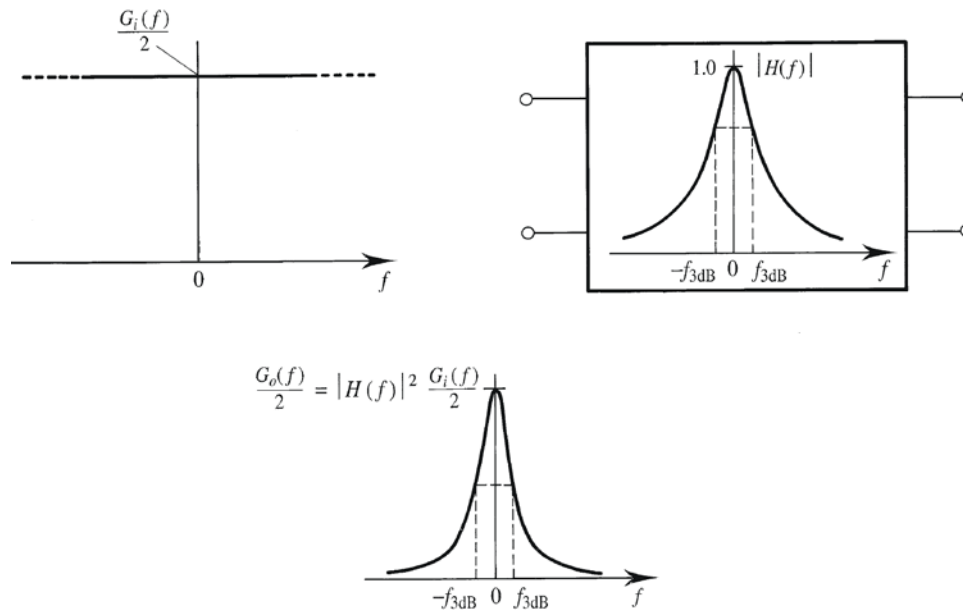 G_i(f)/2
0
f
1.0
|H(f)|
-f_3dB 0 f_3dB
f
G_o(f)/2 = |H(f)|² G_i(f)/2
-f_3dB 0 f_3dB
f